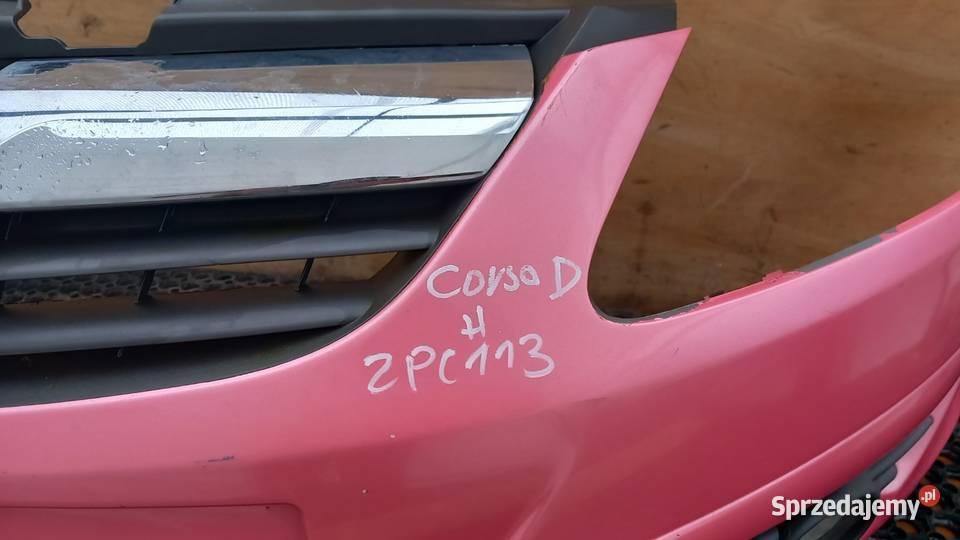 Corsa D
H
ZPC113
Sprzedajemy.pl